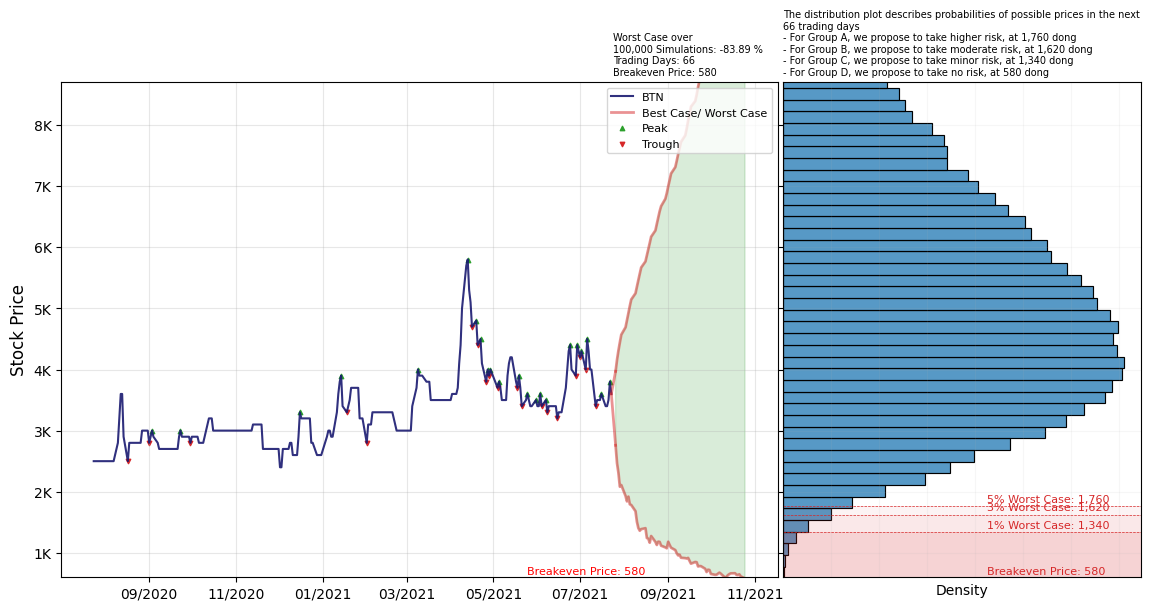 The distribution plot describes probabilities of possible prices in the next
66 trading days
- For Group A, we propose to take higher risk, at 1,760 dong
- For Group B, we propose to take moderate risk, at 1,620 dong
- For Group C, we propose to take minor risk, at 1,340 dong
- For Group D, we propose to take no risk, at 580 dong
Worst Case over
100,000 Simulations: -83.89 %
Trading Days: 66
Breakeven Price: 580
BTN
Best Case/ Worst Case
Peak
Trough
Stock Price
8K
7K
6K
5K
4K
3K
2K
1K
Breakeven Price: 580
09/2020
11/2020
01/2021
03/2021
05/2021
07/2021
09/2021
11/2021
5% Worst Case: 1,760
3% Worst Case: 1,620
1% Worst Case: 1,340
Breakeven Price: 580
Density